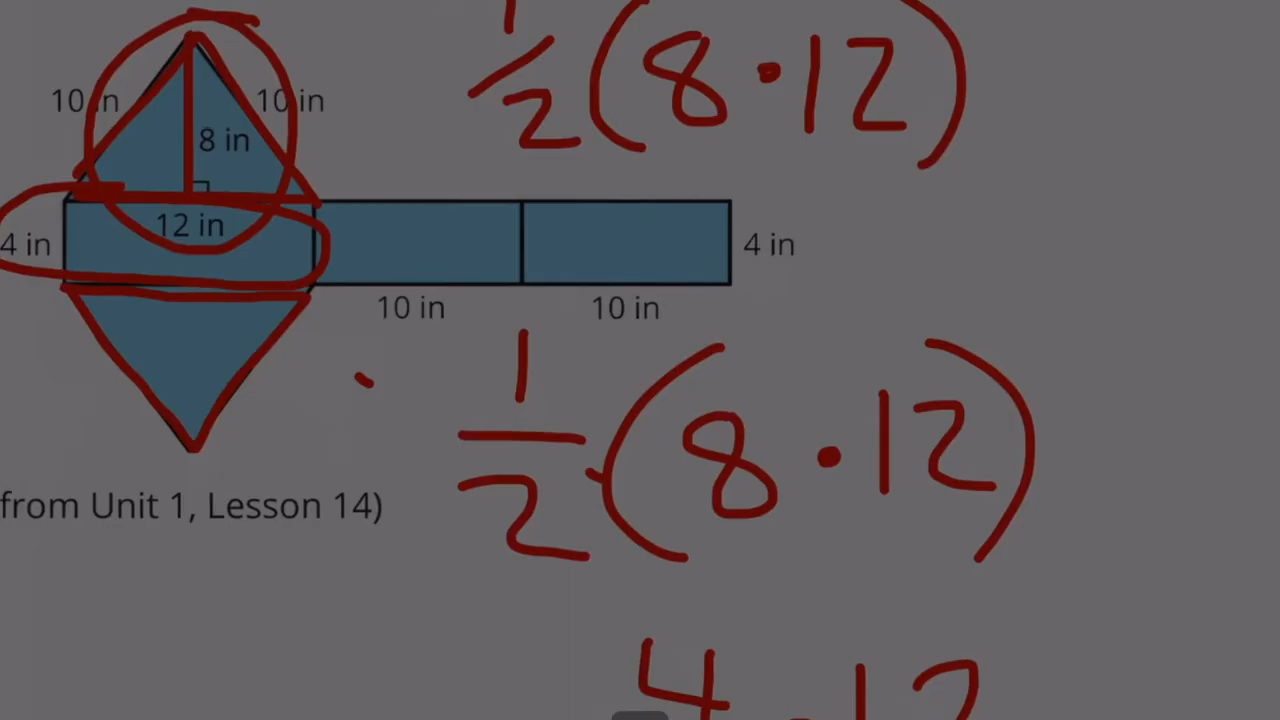 1/2 (8 · 12)
10 in
10 in
8 in
12 in
4 in
4 in
10 in
10 in
1/2 · (8 · 12)
from Unit 1, Lesson 14)
4 · 12